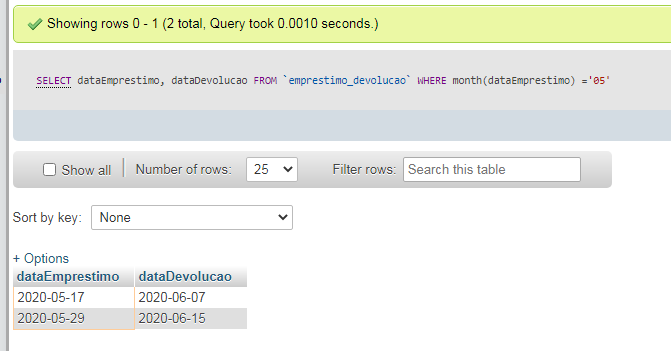 Showing rows 0 - 1 (2 total, Query took 0.0010 seconds.)
SELECT dataEmprestimo, dataDevolucao FROM `emprestimo_devolucao` WHERE month(dataEmprestimo) ='05'
Show all Number of rows: 25 Filter rows: Search this table
Sort by key: None
+ Options
dataEmprestimo dataDevolucao
2020-05-17 2020-06-07
2020-05-29 2020-06-15